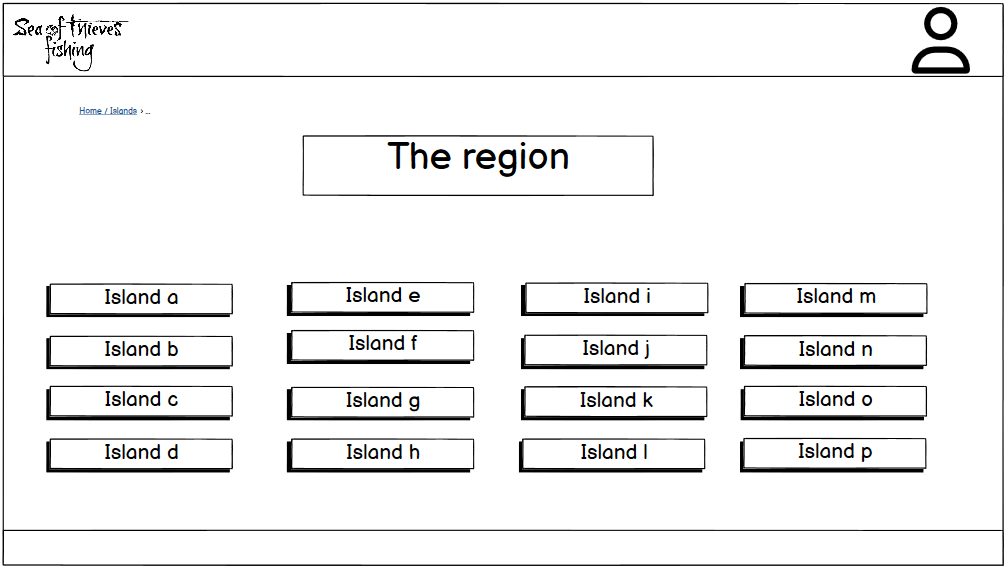 Sea of thieves
fishing
Home / Islands › ...
The region
Island a
Island e
Island i
Island m
Island b
Island f
Island j
Island n
Island c
Island g
Island k
Island o
Island d
Island h
Island l
Island p